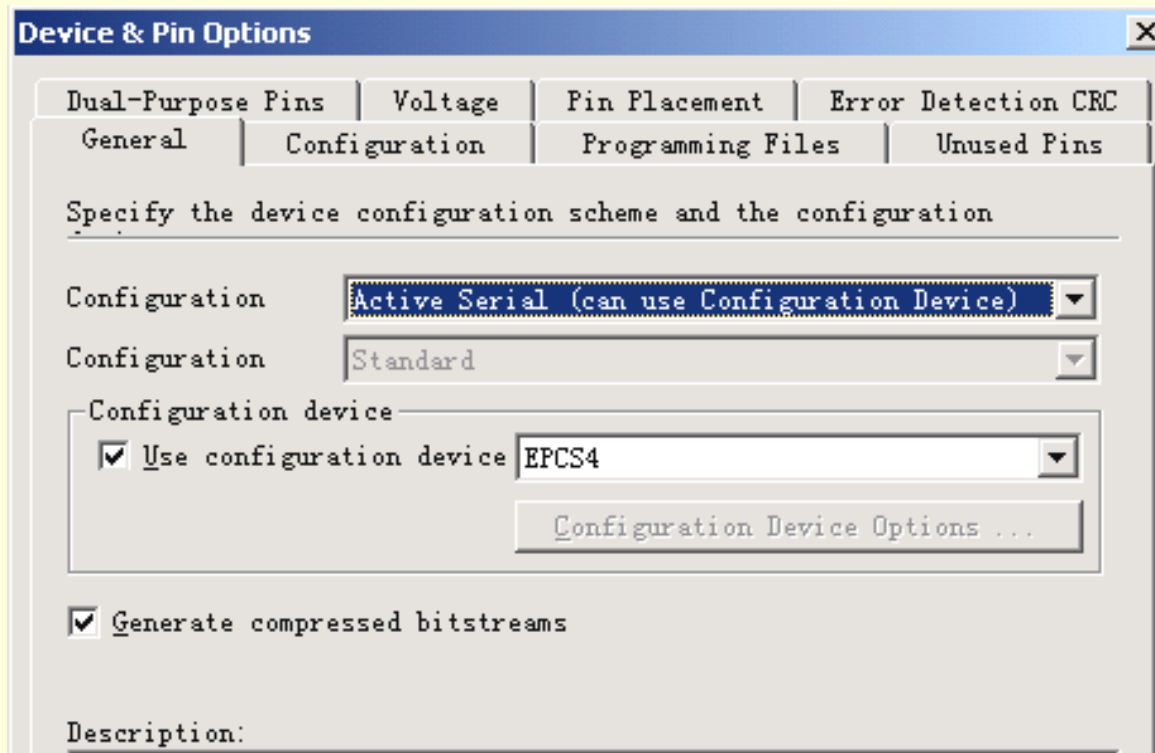 Device & Pin Options
Dual-Purpose Pins Voltage Pin Placement Error Detection CRC
General Configuration Programming Files Unused Pins
Specify the device configuration scheme and the configuration
Configuration Active Serial (can use Configuration Device)
Configuration Standard
Configuration device
Use configuration device EPCS4
Configuration Device Options ...
Generate compressed bitstreams
Description: